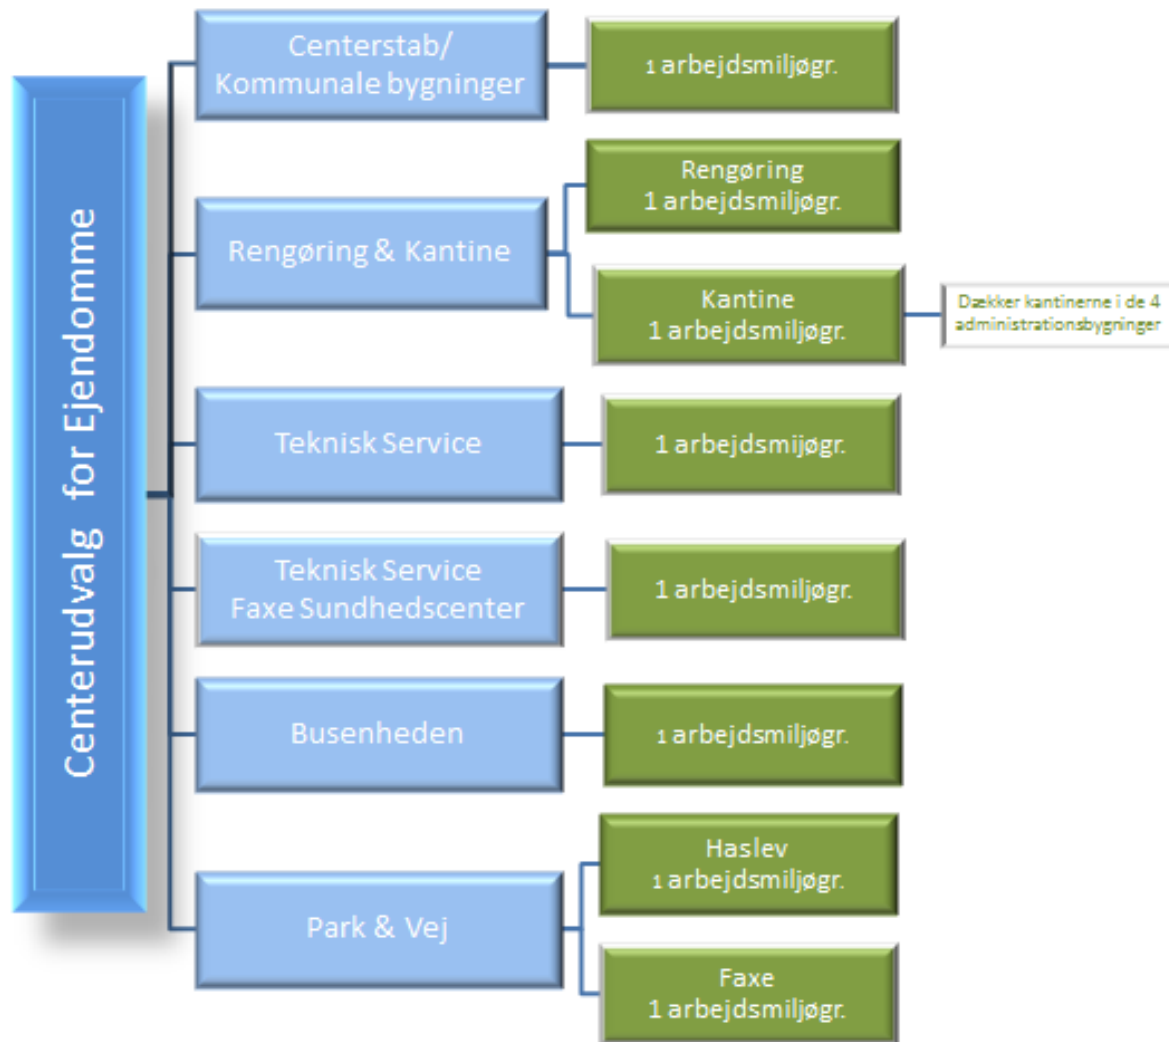 Centerudvalg for Ejendomme
Centerstab/
Kommunale bygninger
1 arbejdsmiljøgr.
Rengøring & Kantine
Rengøring
1 arbejdsmiljøgr.
Kantine
1 arbejdsmiljøgr.
Dækker kantinerne i de 4
administrationsbygninger
Teknisk Service
1 arbejdsmijøgr.
Teknisk Service
Faxe Sundhedscenter
1 arbejdsmiljøgr.
Busenheden
1 arbejdsmiljøgr.
Park & Vej
Haslev
1 arbejdsmiljøgr.
Faxe
1 arbejdsmiljøgr.